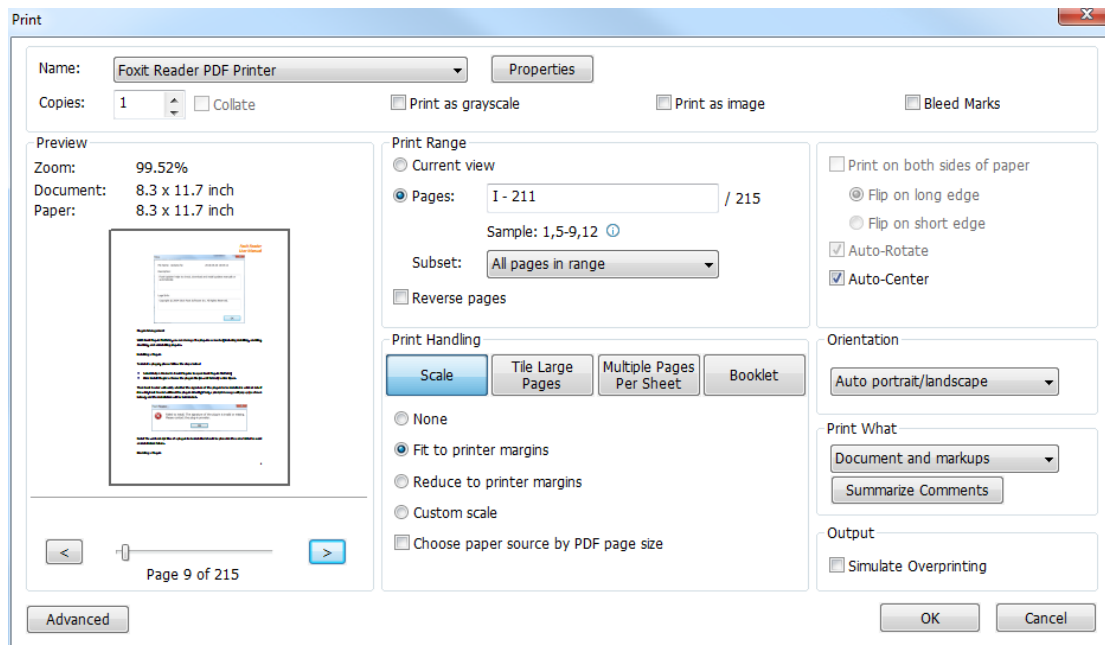 Print
Name: Foxit Reader PDF Printer Properties
Copies: 1 Collate Print as grayscale Print as image Bleed Marks
Preview
Zoom: 99.52%
Document: 8.3 x 11.7 inch
Paper: 8.3 x 11.7 inch
Foxit Reader
User Manual
< >
Page 9 of 215
Print Range
Current view
Pages: I - 211 / 215
Sample: 1,5-9,12
Subset: All pages in range
Reverse pages
Print Handling
Scale
Tile Large
Pages
Multiple Pages
Per Sheet
Booklet
None
Fit to printer margins
Reduce to printer margins
Custom scale
Choose paper source by PDF page size
Print on both sides of paper
Flip on long edge
Flip on short edge
Auto-Rotate
Auto-Center
Orientation
Auto portrait/landscape
Print What
Document and markups
Summarize Comments
Output
Simulate Overprinting
Advanced OK Cancel